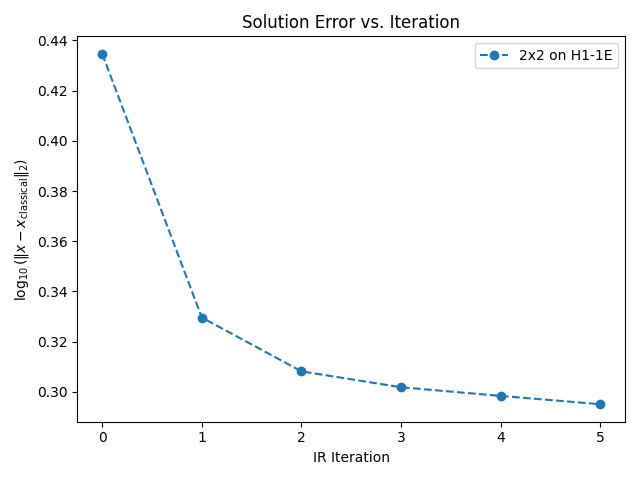 Solution Error vs. Iteration
2x2 on H1-1E
log₁₀(‖x − x_classical‖₂)
0.44
0.42
0.40
0.38
0.36
0.34
0.32
0.30
0 1 2 3 4 5
IR Iteration